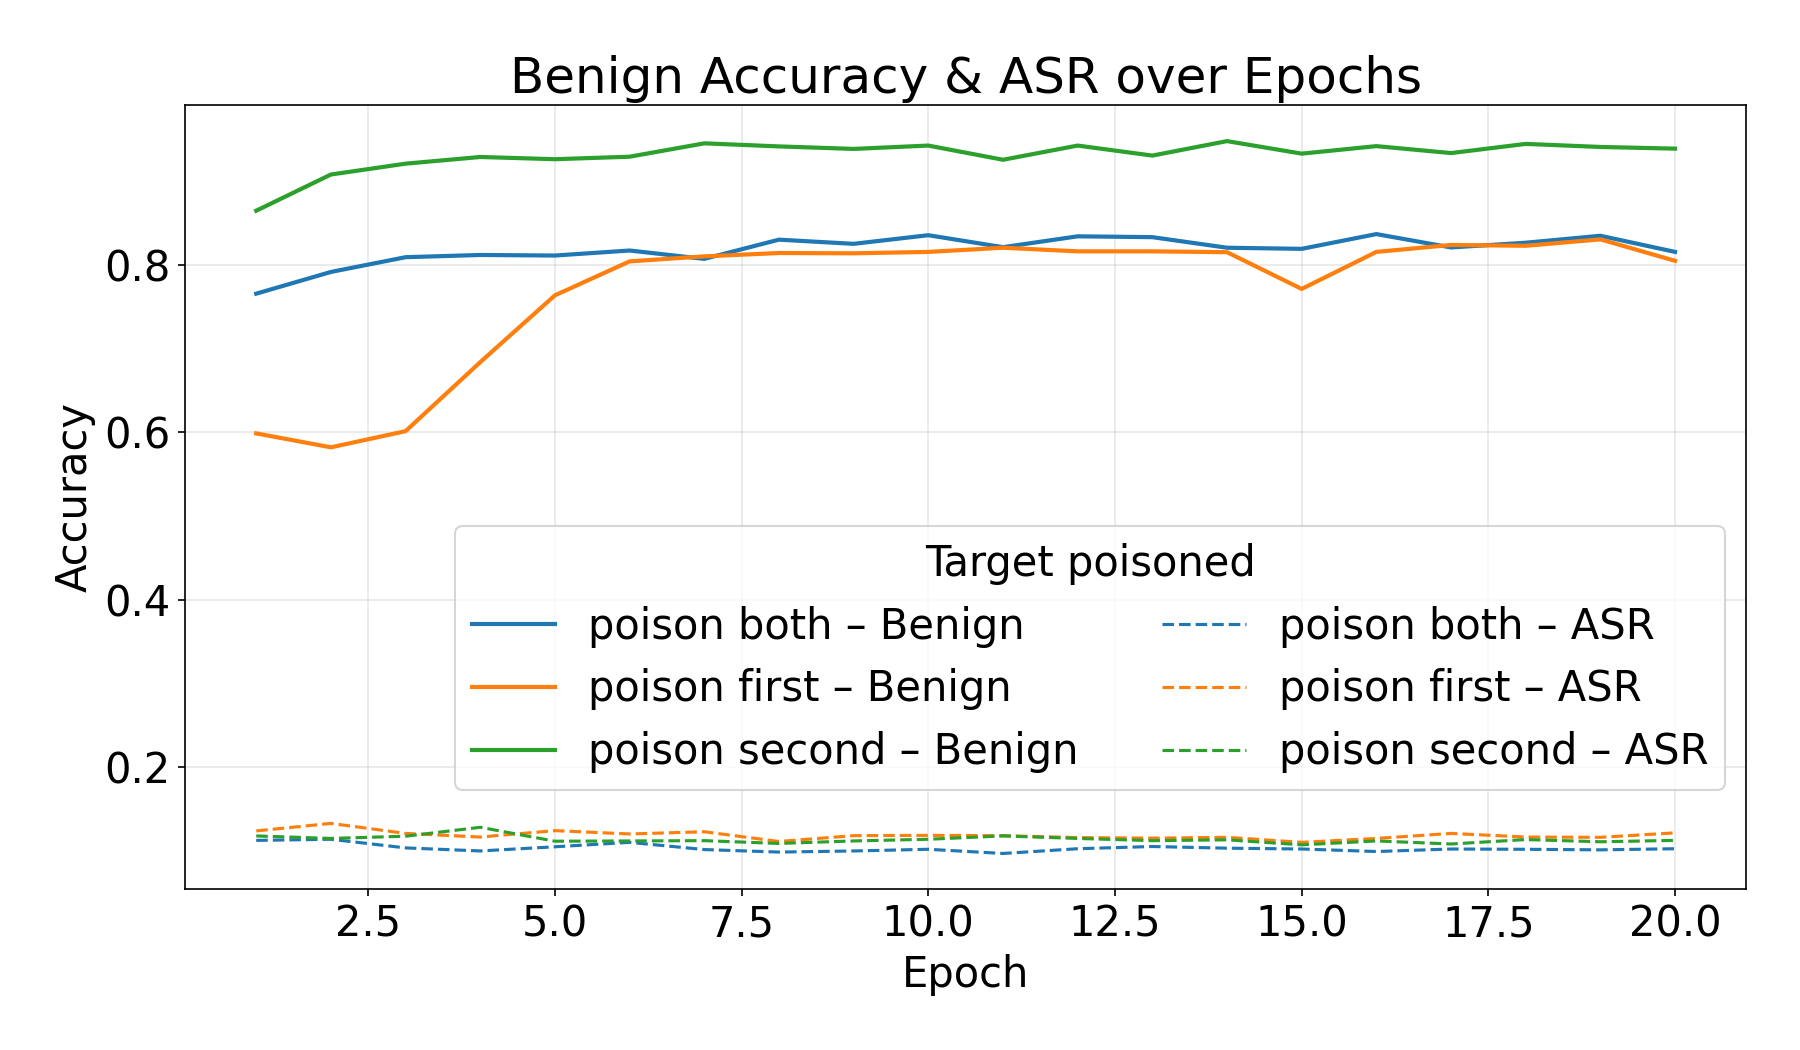 Benign Accuracy & ASR over Epochs
Accuracy
0.8
0.6
0.4
0.2
Target poisoned
poison both – Benign
poison first – Benign
poison second – Benign
poison both – ASR
poison first – ASR
poison second – ASR
2.5 5.0 7.5 10.0 12.5 15.0 17.5 20.0
Epoch